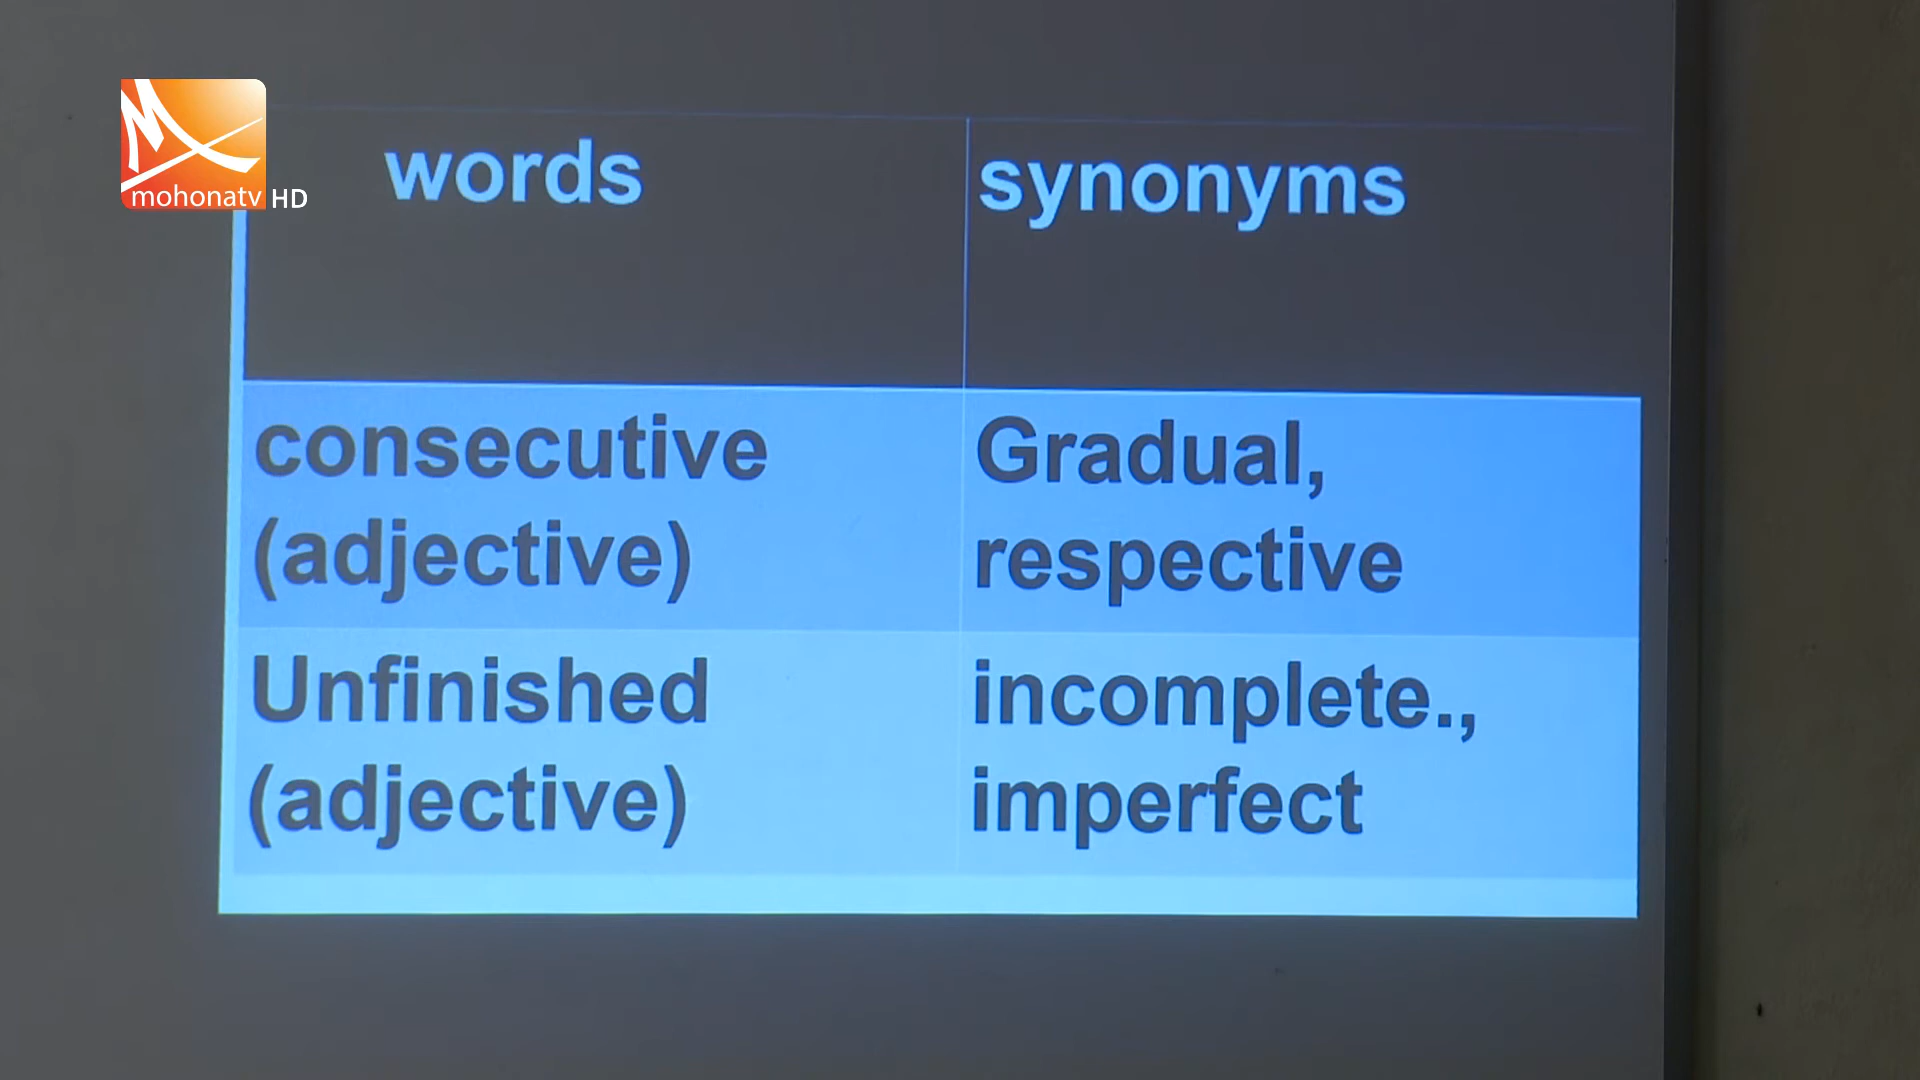 mohonatv HD
words
synonyms
consecutive
(adjective)
Gradual,
respective
Unfinished
(adjective)
incomplete.,
imperfect